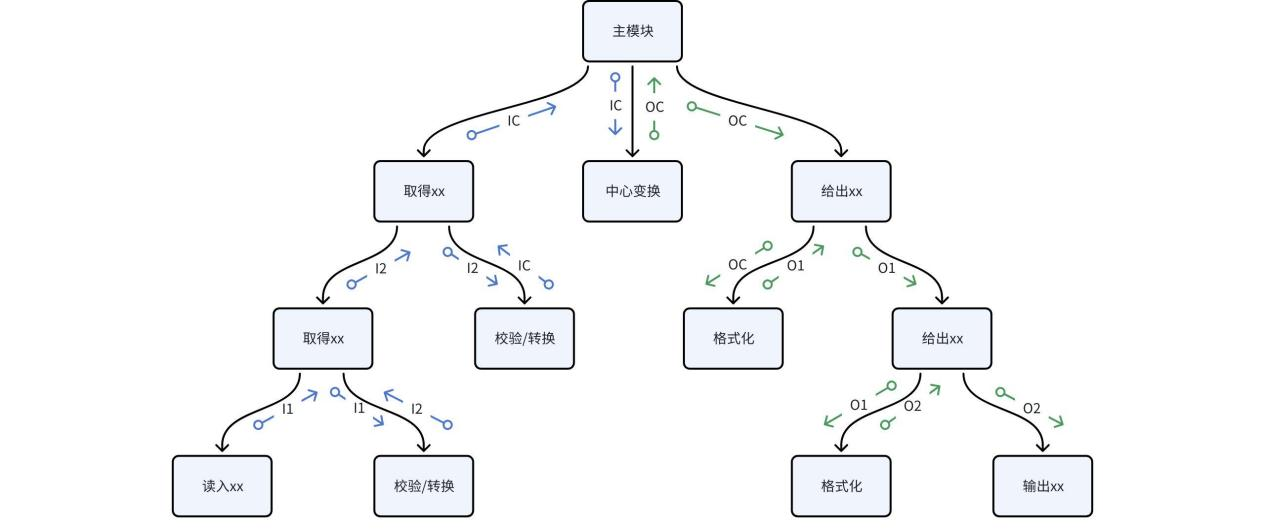 主模块
IC
IC
OC
OC
取得xx
中心变换
给出xx
I2
I2
IC
OC
O1
O1
取得xx
校验/转换
格式化
给出xx
I1
I1
I2
O1
O2
O2
读入xx
校验/转换
格式化
输出xx